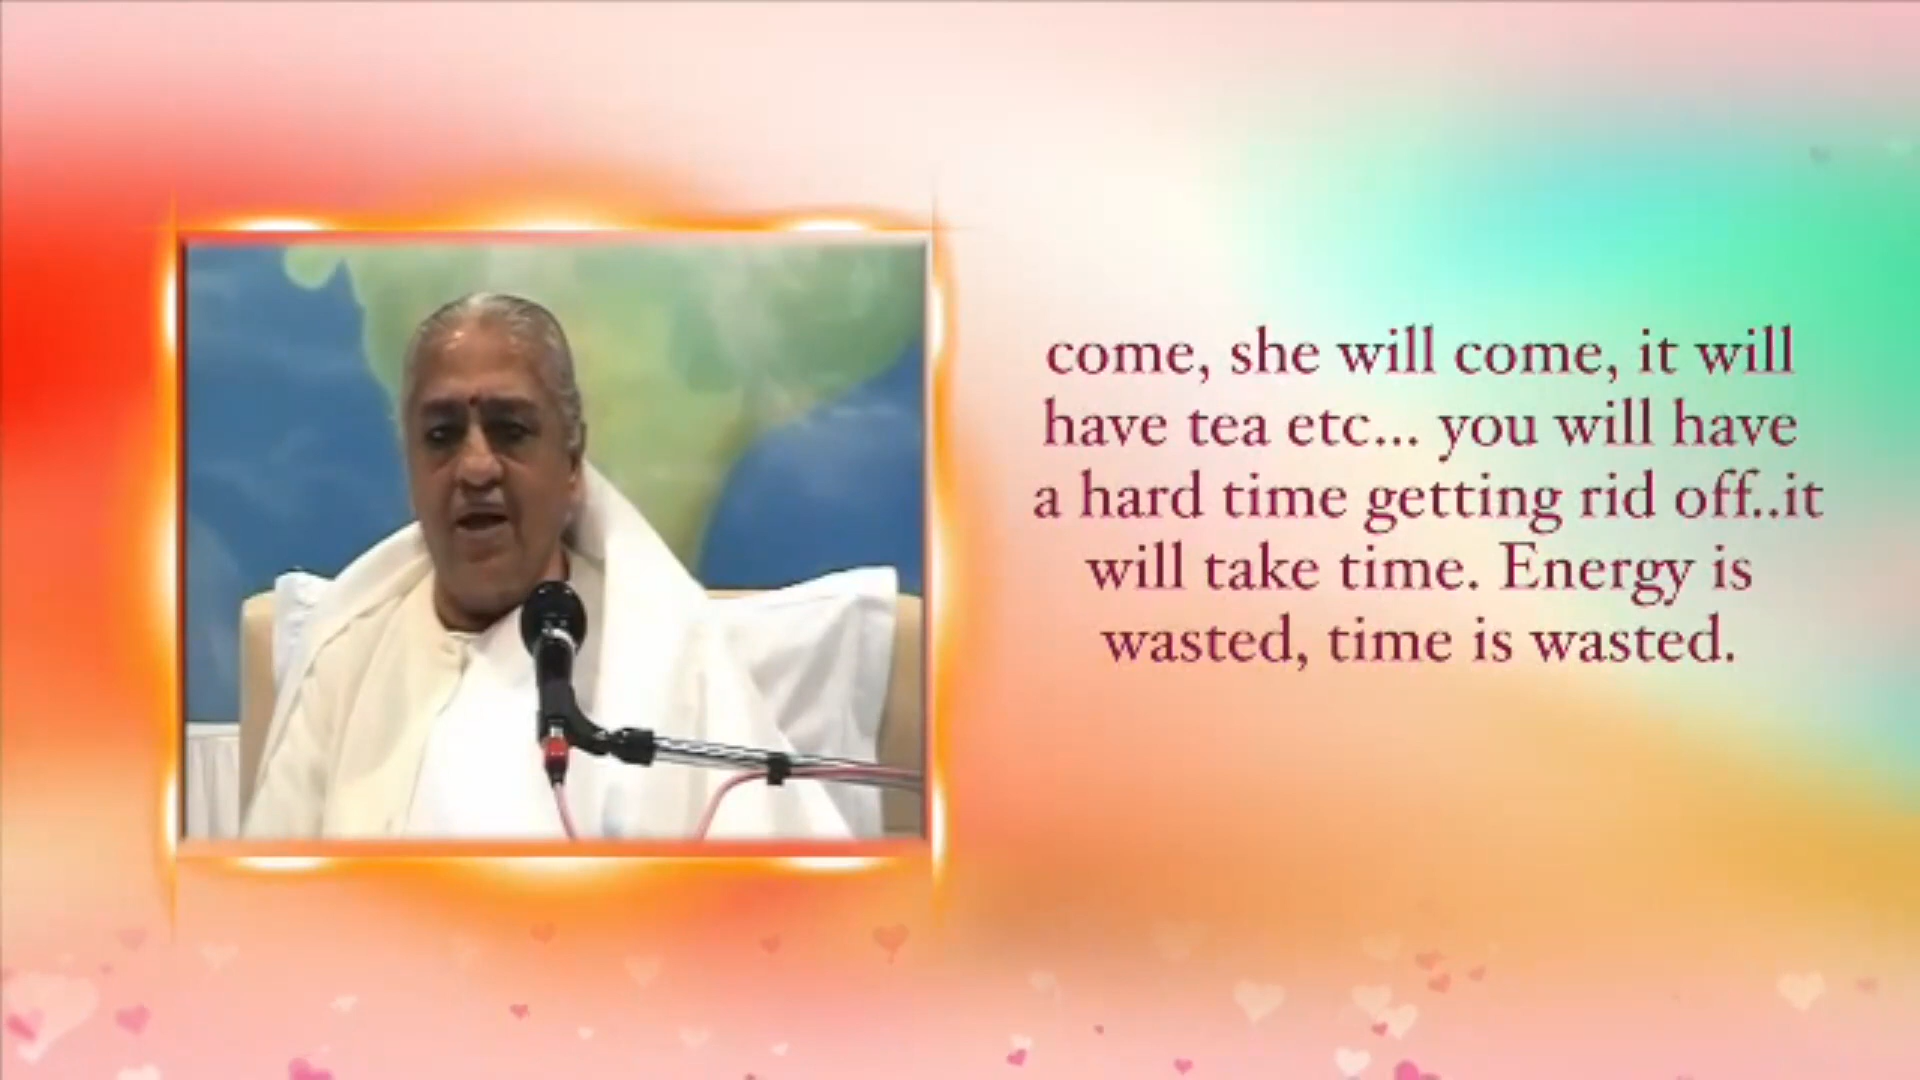 come, she will come, it will
have tea etc... you will have
a hard time getting rid off..it
will take time. Energy is
wasted, time is wasted.